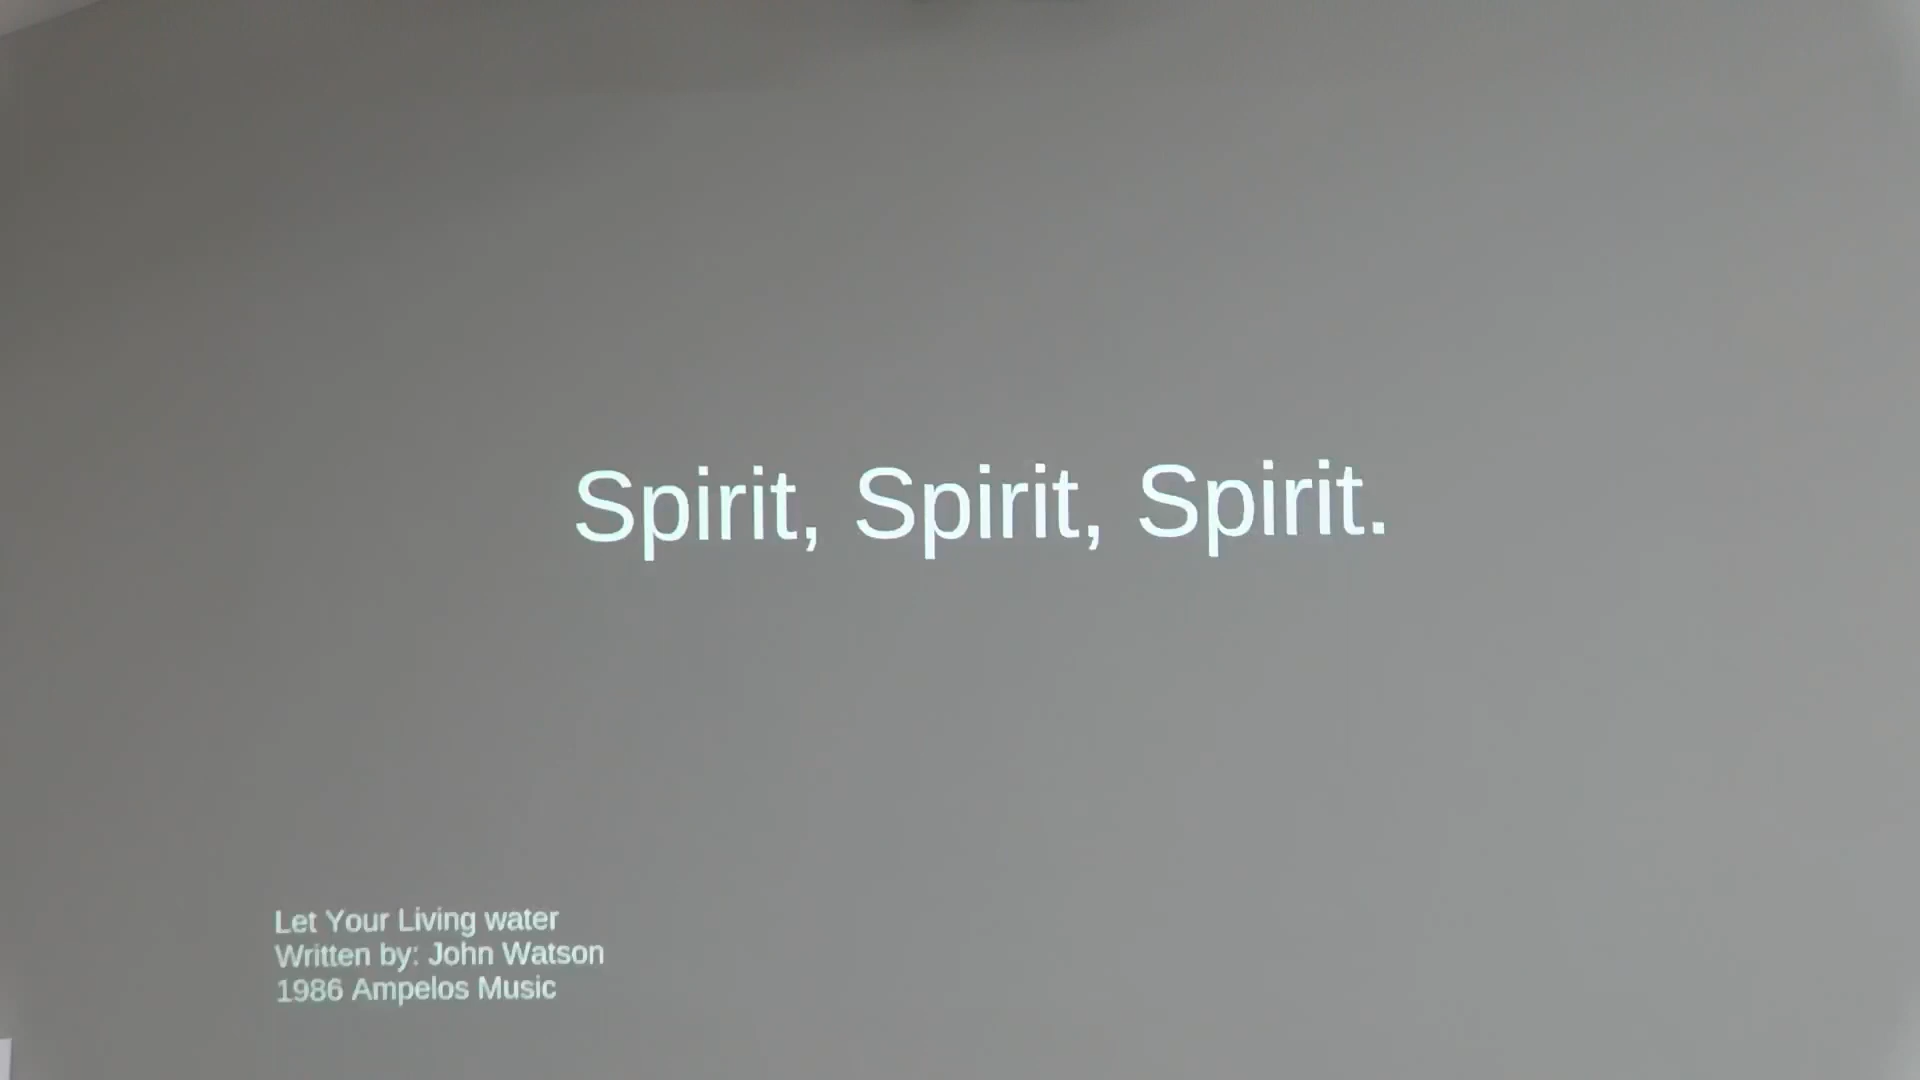 Spirit, Spirit, Spirit.
Let Your Living water
Written by: John Watson
1986 Ampelos Music